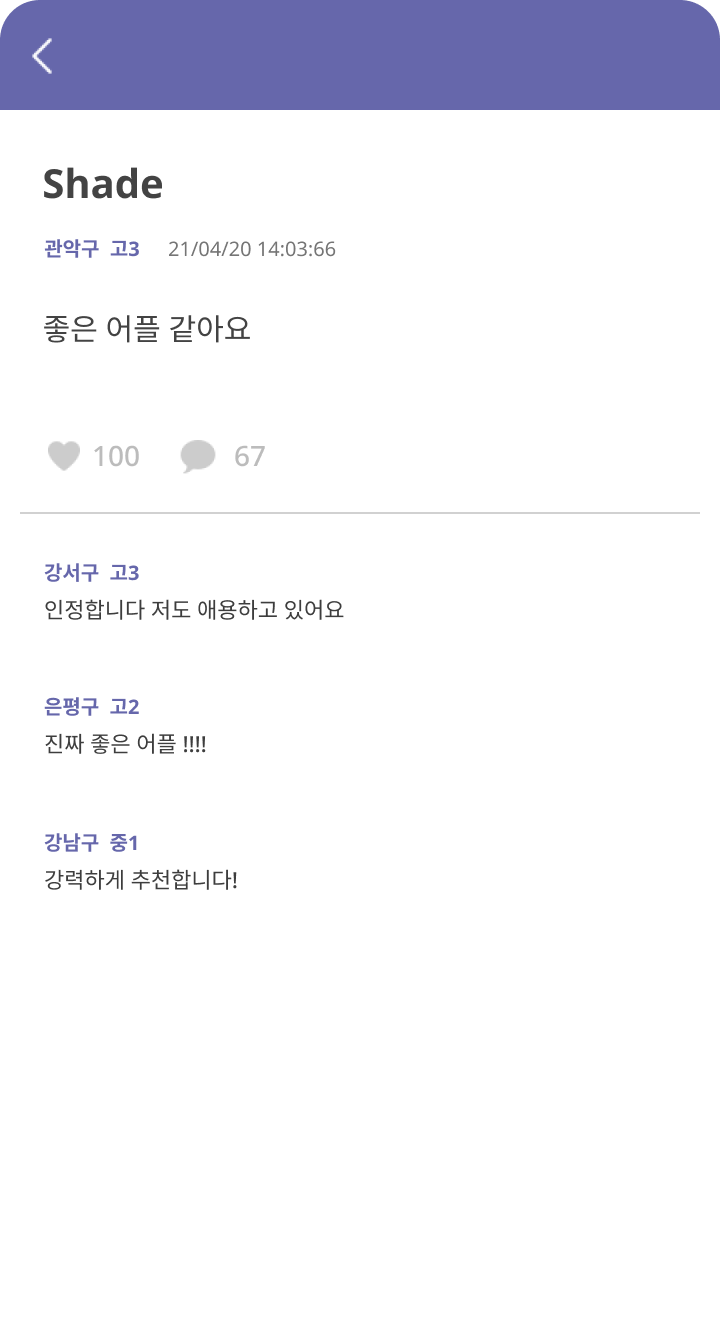 Shade
관악구 고3 21/04/20 14:03:66
좋은 어플 같아요
100 67
강서구 고3
인정합니다 저도 애용하고 있어요
은평구 고2
진짜 좋은 어플 !!!!
강남구 중1
강력하게 추천합니다!